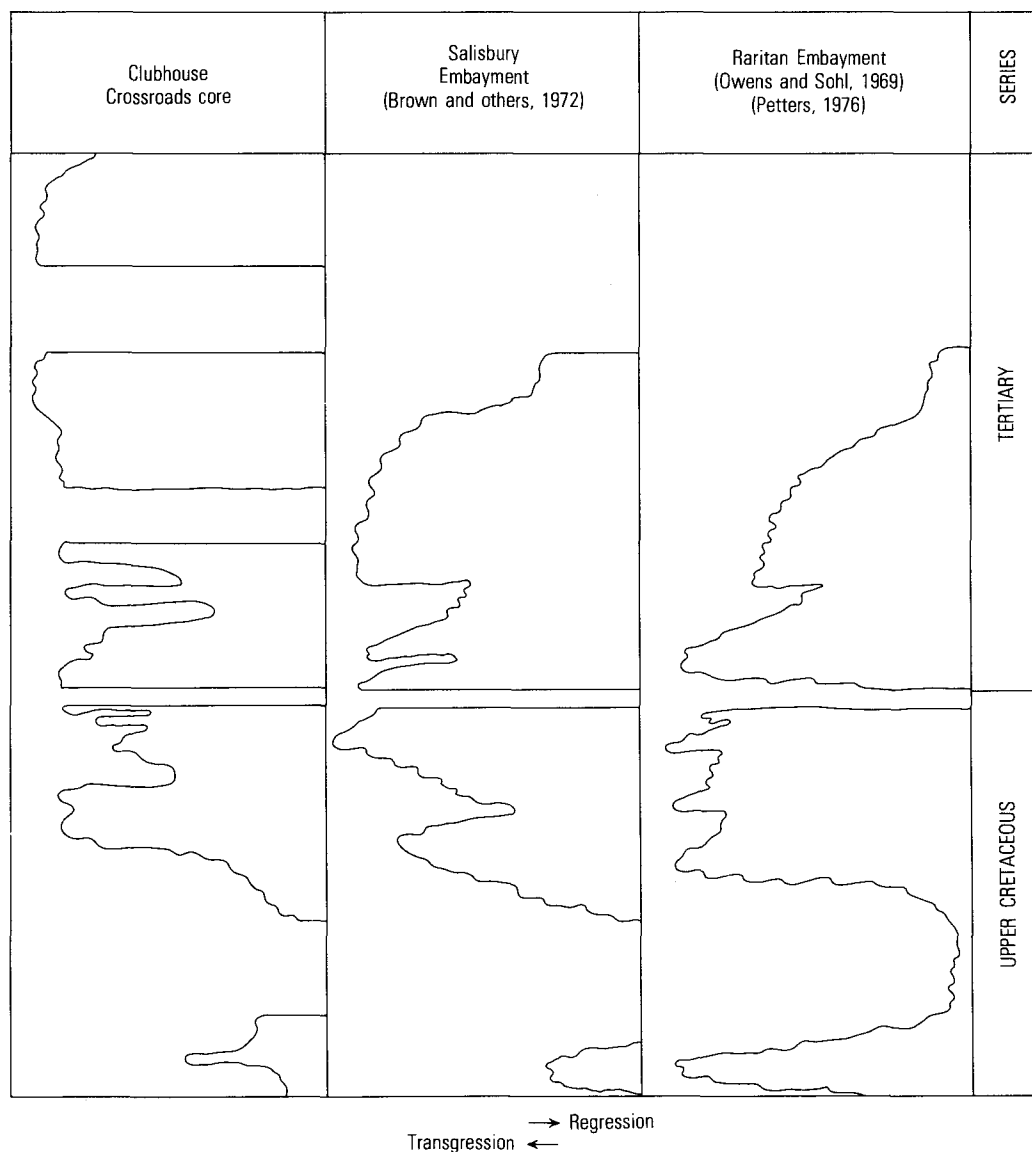 Clubhouse
Crossroads core
Salisbury
Embayment
(Brown and others, 1972)
Raritan Embayment
(Owens and Sohl, 1969)
(Petters, 1976)
SERIES
TERTIARY
UPPER CRETACEOUS
→ Regression
Transgression ←